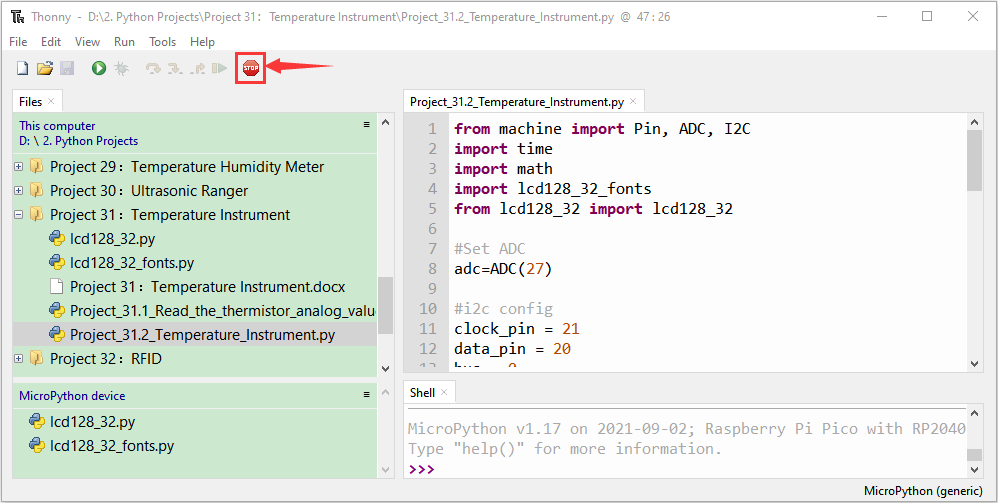 Thonny - D:\2. Python Projects\Project 31：Temperature Instrument\Project_31.2_Temperature_Instrument.py @ 47:26
File Edit View Run Tools Help
STOP
Files ×
This computer
D: \ 2. Python Projects
Project 29：Temperature Humidity Meter
Project 30：Ultrasonic Ranger
Project 31：Temperature Instrument
lcd128_32.py
lcd128_32_fonts.py
Project 31：Temperature Instrument.docx
Project_31.1_Read_the_thermistor_analog_valu
Project_31.2_Temperature_Instrument.py
Project 32：RFID
MicroPython device
lcd128_32.py
lcd128_32_fonts.py
Project_31.2_Temperature_Instrument.py ×
1 from machine import Pin, ADC, I2C
2 import time
3 import math
4 import lcd128_32_fonts
5 from lcd128_32 import lcd128_32
6
7 #Set ADC
8 adc=ADC(27)
9
10 #i2c config
11 clock_pin = 21
12 data_pin = 20
13 bus = 0
Shell ×
MicroPython v1.17 on 2021-09-02; Raspberry Pi Pico with RP2040
Type "help()" for more information.
>>>
MicroPython (generic)